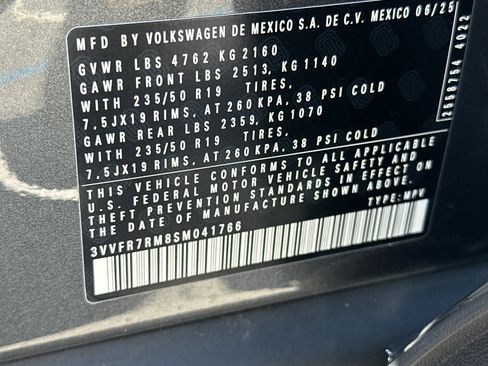 MFD BY VOLKSWAGEN DE MEXICO S.A. DE C.V. MEXICO 06/25
GVWR LBS 4762 KG 2160
GAWR FRONT LBS 2513, KG 1140
WITH 235/50 R19 TIRES,
7,5JX19 RIMS, AT 260 KPA, 38 PSI COLD
GAWR REAR LBS 2359, KG 1070
WITH 235/50 R19 TIRES,
7,5JX19 RIMS, AT 260 KPA, 38 PSI COLD
THIS VEHICLE CONFORMS TO ALL APPLICABLE
U.S. FEDERAL MOTOR VEHICLE SAFETY AND
THEFT PREVENTION STANDARDS IN EFFECT ON
THE DATE OF MANUFACTURE SHOWN ABOVE.
TYPE:MPV
3VVFR7RM8SM041766